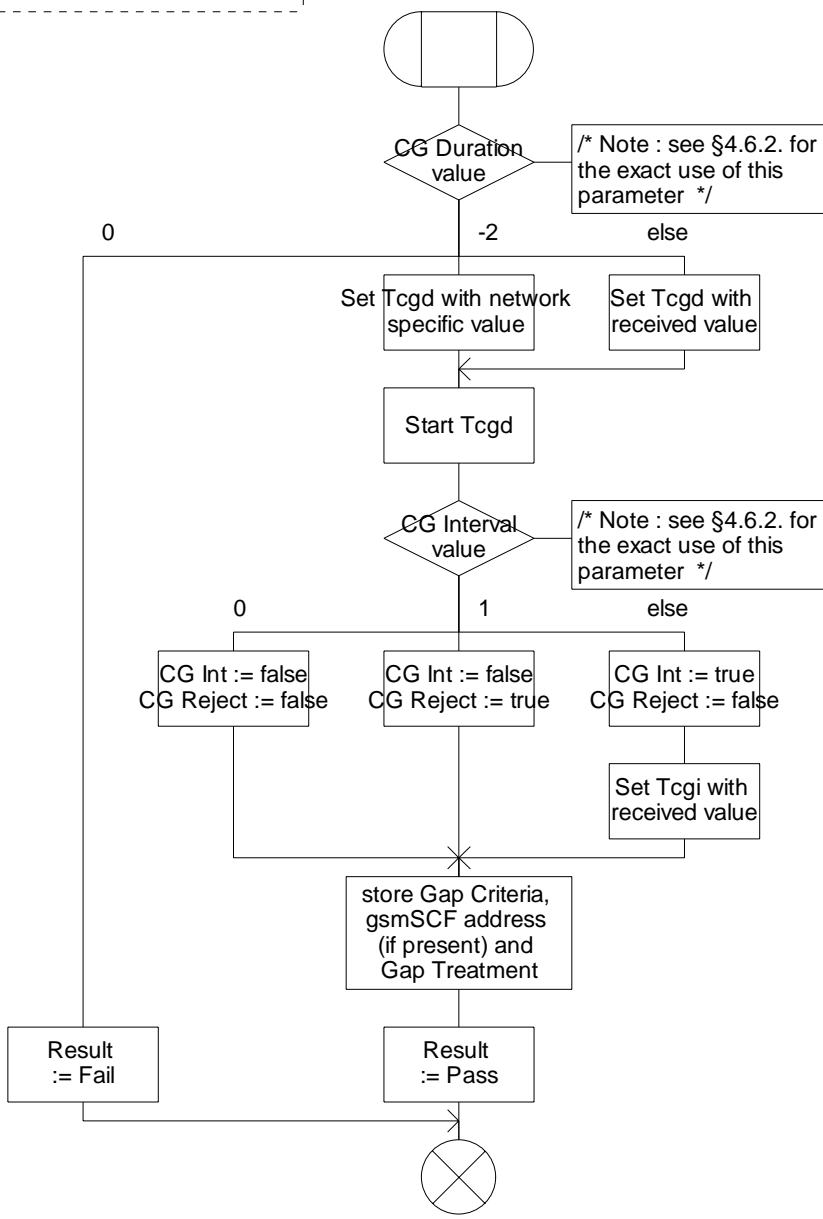 CG Duration
value
/* Note : see §4.6.2. for
the exact use of this
parameter */
0
-2
else
Set Tcgd with network
specific value
Set Tcgd with
received value
Start Tcgd
CG Interval
value
/* Note : see §4.6.2. for
the exact use of this
parameter */
0
1
else
CG Int := false
CG Reject := false
CG Int := false
CG Reject := true
CG Int := true
CG Reject := false
Set Tcgi with
received value
store Gap Criteria,
gsmSCF address
(if present) and
Gap Treatment
Result
:= Fail
Result
:= Pass